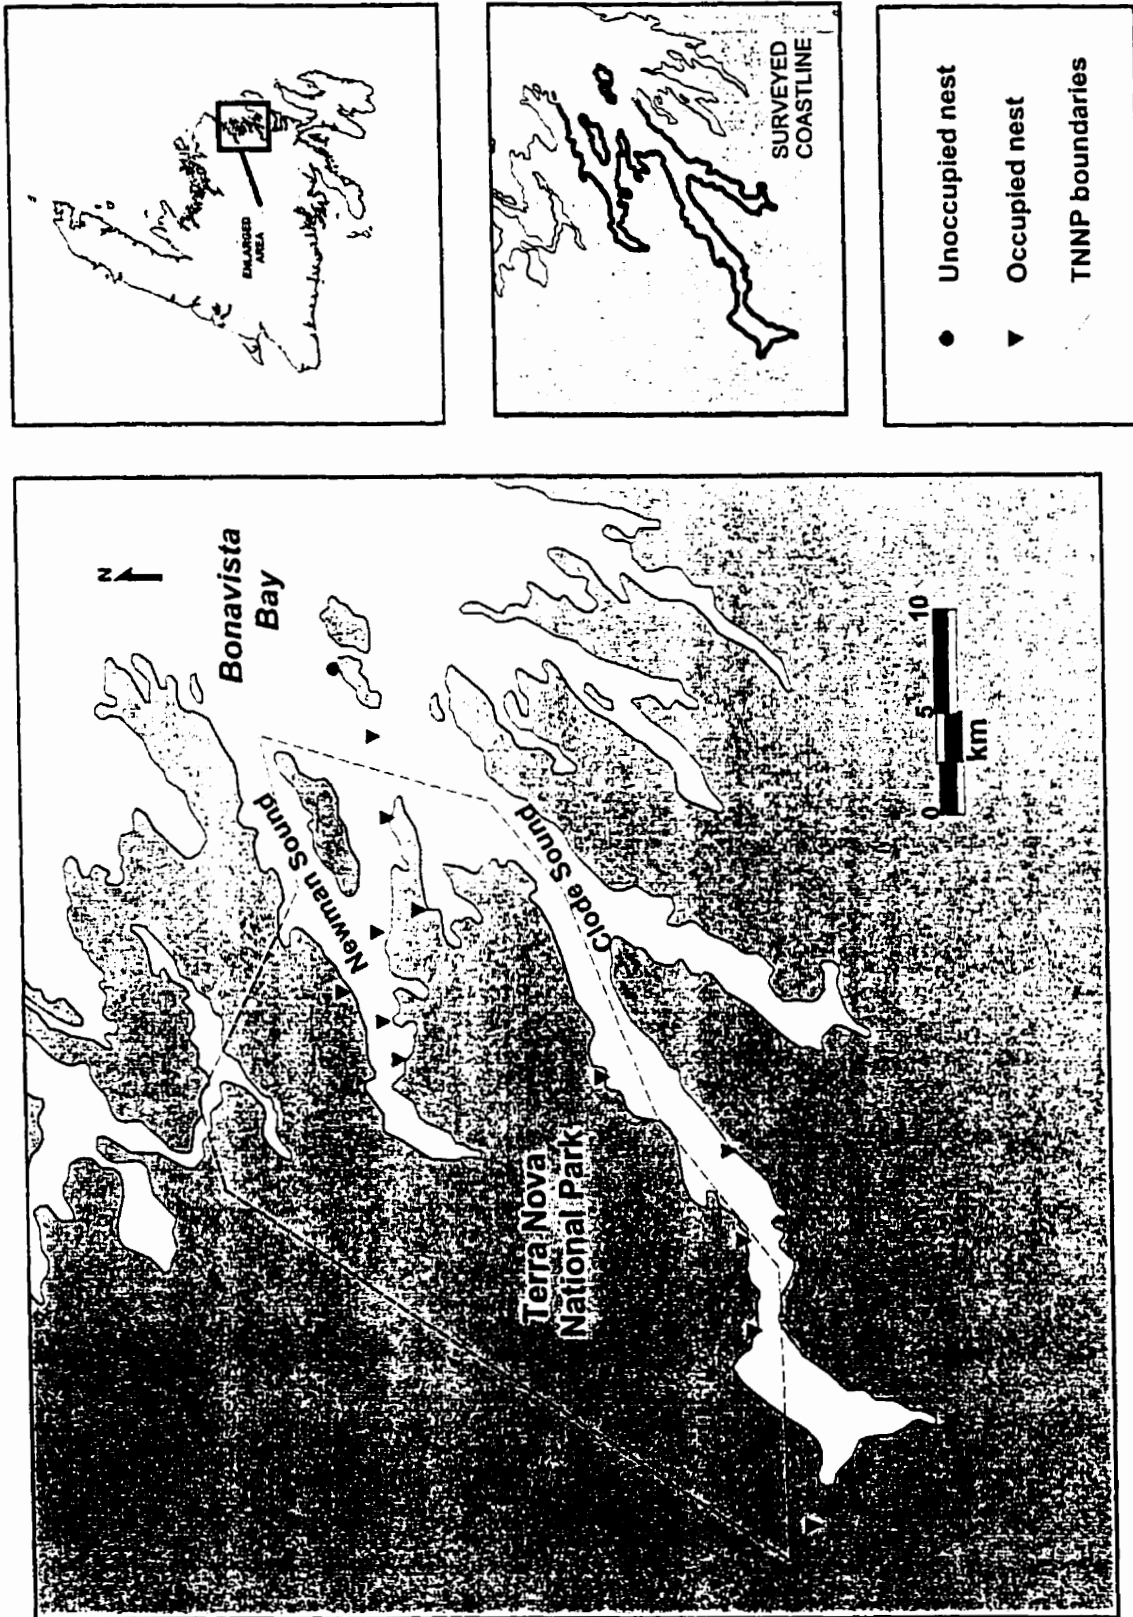 ENLARGED
AREA
SURVEYED
COASTLINE
Unoccupied nest
Occupied nest
TNNP boundaries
N
Bonavista
Bay
Newman Sound
Clode Sound
Terra Nova
National Park
0 5 10
km